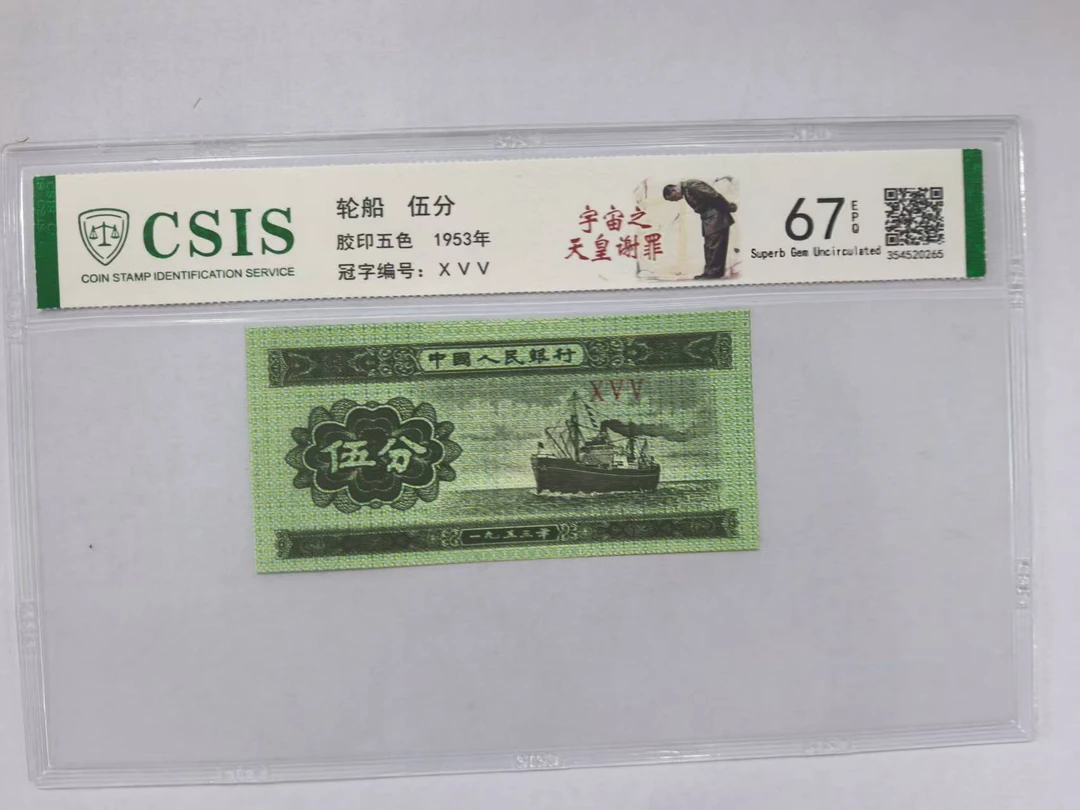 CSIS
COIN STAMP IDENTIFICATION SERVICE
轮船 伍分
胶印五色 1953年
冠字编号：X V V
宇宙之
天皇谢罪
67
EPQ
Superb Gem Uncirculated
354520265
中國人民銀行
XVV
伍分
一九五三年